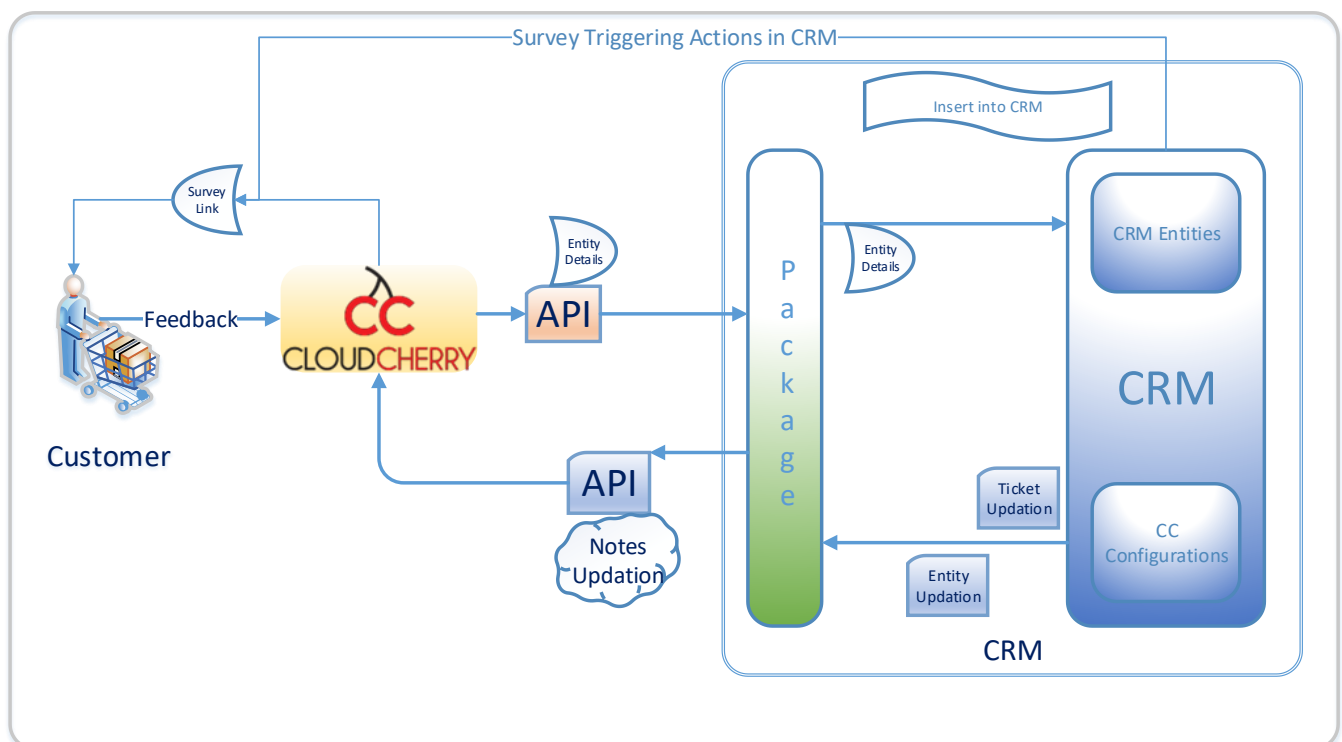 Survey Triggering Actions in CRM
Insert into CRM
Survey
Link
Entity
Details
API
Feedback
CC
CLOUDCHERRY
Customer
Package
Entity
Details
CRM Entities
CRM
API
Notes
Updation
Ticket
Updation
Entity
Updation
CC
Configurations
CRM